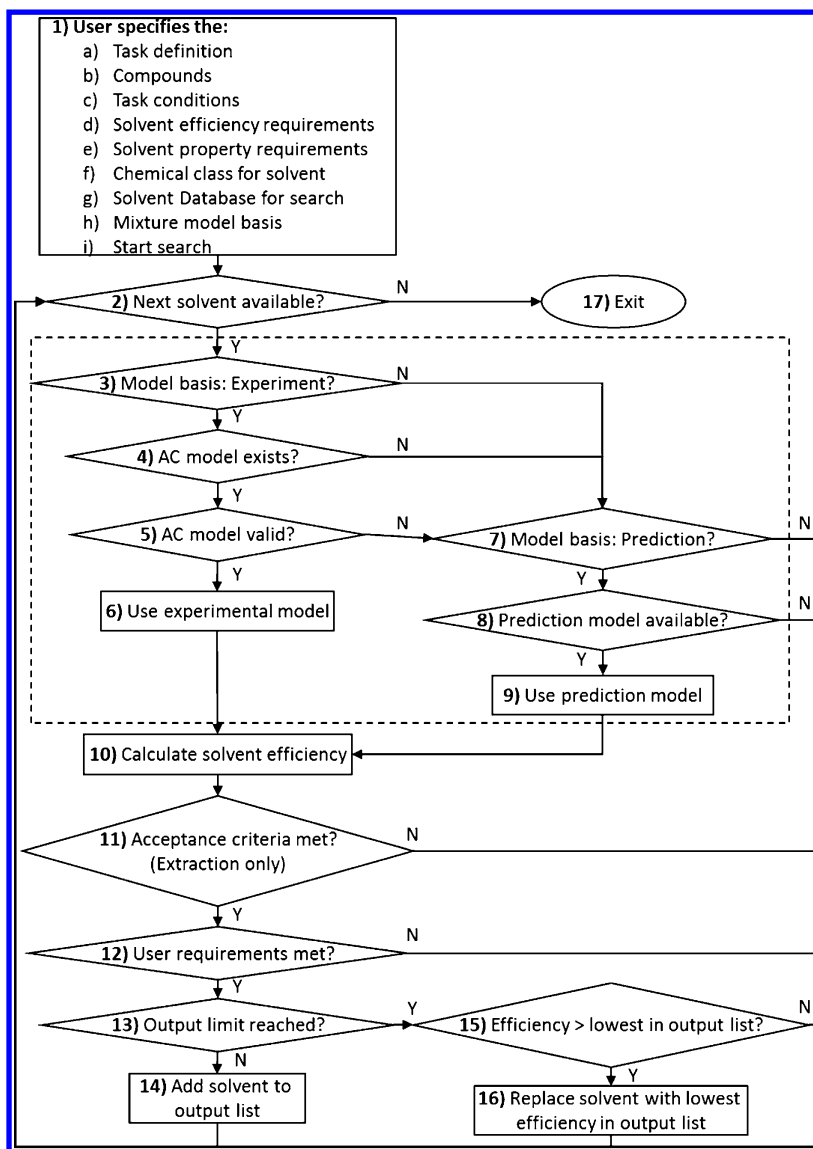 1) User specifies the:
a) Task definition
b) Compounds
c) Task conditions
d) Solvent efficiency requirements
e) Solvent property requirements
f) Chemical class for solvent
g) Solvent Database for search
h) Mixture model basis
i) Start search
2) Next solvent available?
N
17) Exit
Y
3) Model basis: Experiment?
N
Y
4) AC model exists?
N
Y
5) AC model valid?
N
7) Model basis: Prediction?
N
Y
Y
6) Use experimental model
8) Prediction model available?
N
Y
9) Use prediction model
10) Calculate solvent efficiency
11) Acceptance criteria met?
(Extraction only)
N
Y
12) User requirements met?
N
Y
13) Output limit reached?
Y
15) Efficiency > lowest in output list?
N
N
Y
14) Add solvent to
output list
16) Replace solvent with lowest
efficiency in output list